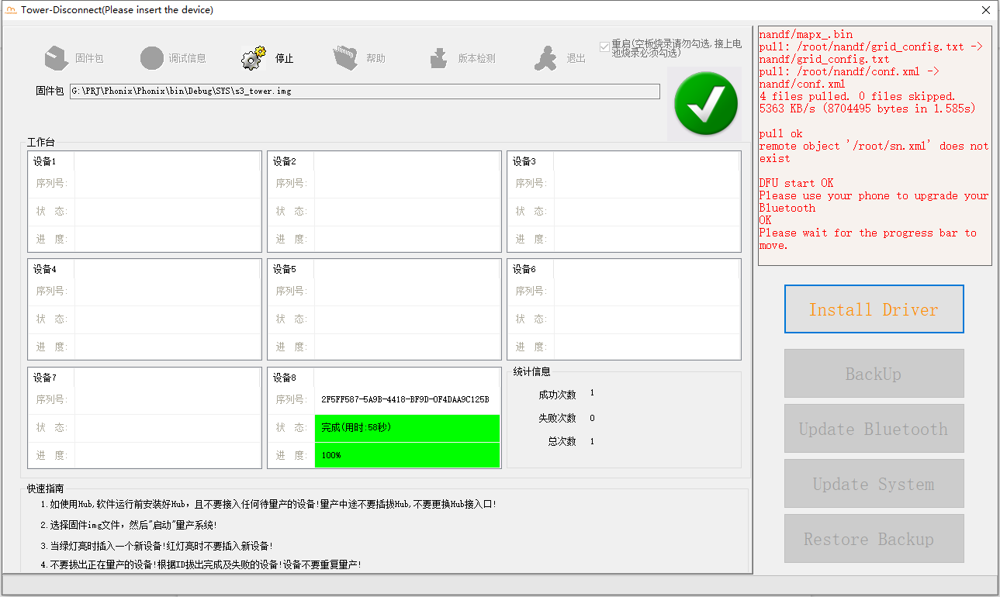 Tower-Disconnect(Please insert the device)
固件包
调试信息
停止
帮助
版本检测
退出
重启(空板烧录请勿勾选,接上电
池烧录必须勾选)
固件包 G:\PRJ\Phonix\Phonix\bin\Debug\SYS\s3_tower.img
工作台
设备1
序列号:
状 态:
进 度:
设备2
序列号:
状 态:
进 度:
设备3
序列号:
状 态:
进 度:
设备4
序列号:
状 态:
进 度:
设备5
序列号:
状 态:
进 度:
设备6
序列号:
状 态:
进 度:
设备7
序列号:
状 态:
进 度:
设备8
序列号: 2F5FF587-5A9B-4418-BF9D-0F4DAA9C125B
状 态: 完成(用时:58秒)
进 度: 100%
统计信息
成功次数 1
失败次数 0
总次数 1
快速指南
1.如使用Hub,软件运行前安装好Hub，且不要接入任何待量产的设备!量产中途不要插拔Hub,不要更换Hub接入口!
2.选择固件img文件，然后"启动"量产系统!
3.当绿灯亮时插入一个新设备!红灯亮时不要插入新设备!
4.不要拔出正在量产的设备!根据ID拔出完成及失败的设备!设备不要重复量产!
nandf/mapx_.bin
pull: /root/nandf/grid_config.txt ->
nandf/grid_config.txt
pull: /root/nandf/conf.xml ->
nandf/conf.xml
4 files pulled. 0 files skipped.
5363 KB/s (8704495 bytes in 1.585s)
pull ok
remote object '/root/sn.xml' does not
exist
DFU start OK
Please use your phone to upgrade your
Bluetooth
OK
Please wait for the progress bar to
move.
Install Driver
BackUp
Update Bluetooth
Update System
Restore Backup